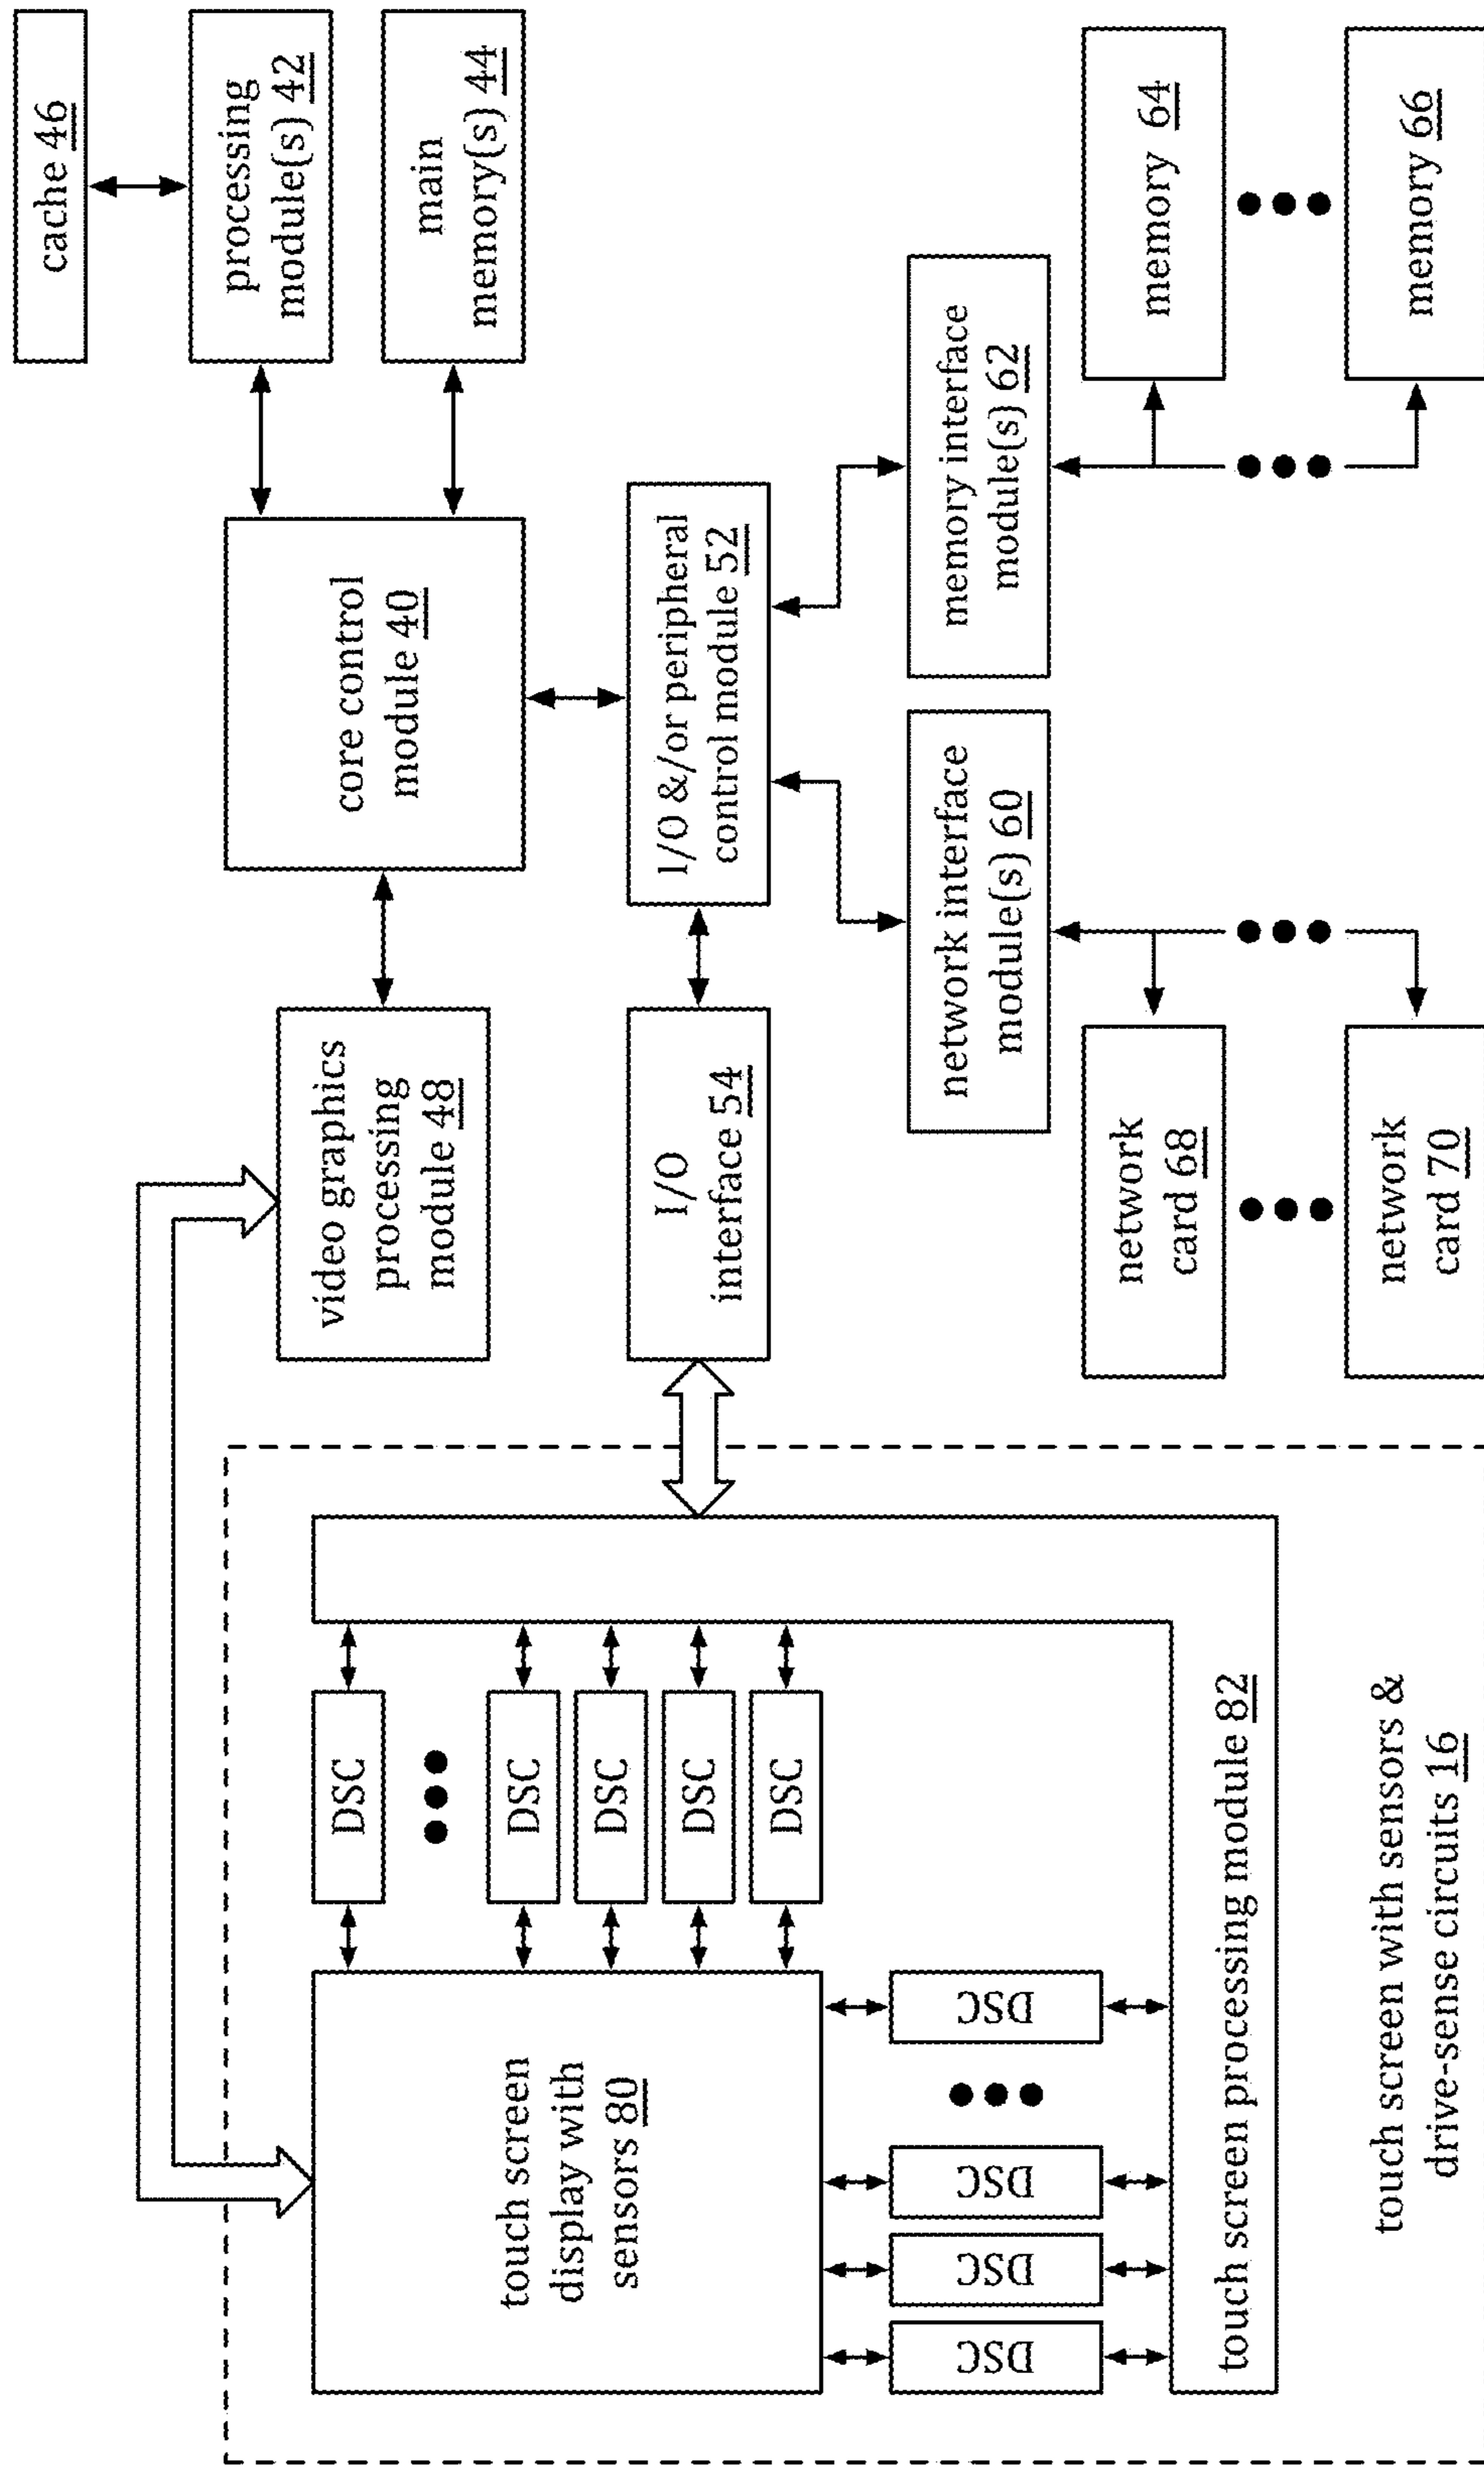 cache 46
processing
module(s) 42
main
memory(s) 44
core control
module 40
video graphics
processing
module 48
I/O &/or peripheral
control module 52
I/O
interface 54
memory interface
module(s) 62
network interface
module(s) 60
memory 64
memory 66
network
card 68
network
card 70
touch screen
display with
sensors 80
DSC
DSC
DSC
DSC
DSC
DSC
DSC
DSC
DSC
touch screen processing module 82
touch screen with sensors &
drive-sense circuits 16